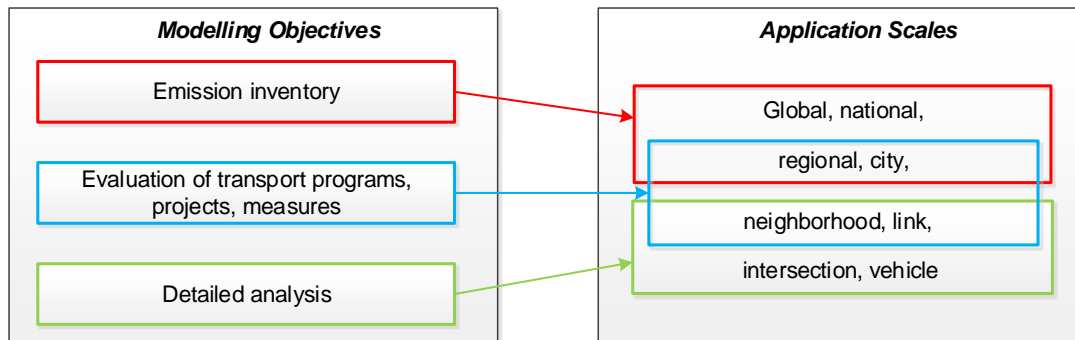 Modelling Objectives
Emission inventory
Evaluation of transport programs,
projects, measures
Detailed analysis
Application Scales
Global, national,
regional, city,
neighborhood, link,
intersection, vehicle